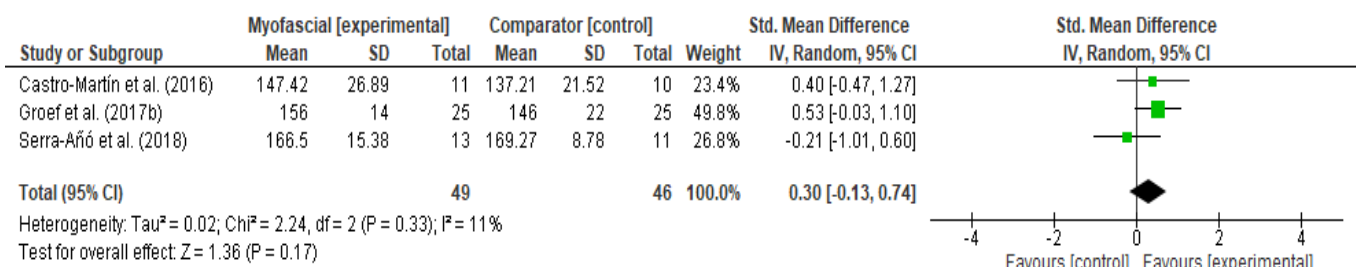 Myofascial [experimental] Comparator [control] Std. Mean Difference Std. Mean Difference
Study or Subgroup Mean SD Total Mean SD Total Weight IV, Random, 95% CI IV, Random, 95% CI
Castro-Martín et al. (2016) 147.42 26.89 11 137.21 21.52 10 23.4% 0.40 [-0.47, 1.27]
Groef et al. (2017b) 156 14 25 146 22 25 49.8% 0.53 [-0.03, 1.10]
Serra-Añó et al. (2018) 166.5 15.38 13 169.27 8.78 11 26.8% -0.21 [-1.01, 0.60]
Total (95% CI) 49 46 100.0% 0.30 [-0.13, 0.74]
Heterogeneity: Tau² = 0.02; Chi² = 2.24, df = 2 (P = 0.33); I² = 11%
Test for overall effect: Z = 1.36 (P = 0.17)
-4 -2 0 2 4
Favours [control] Favours [experimental]